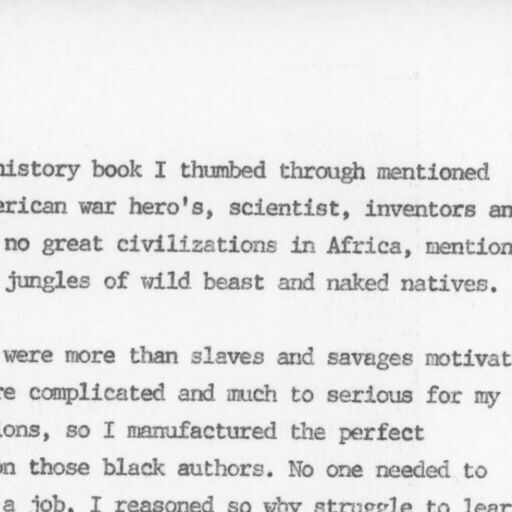 history book I thumbed through mentioned
erican war hero's, scientist, inventors an
no great civilizations in Africa, mention
jungles of wild beast and naked natives.
were more than slaves and savages motivat
re complicated and much to serious for my
ions, so I manufactured the perfect
on those black authors. No one needed to
a job, I reasoned so why struggle to lear